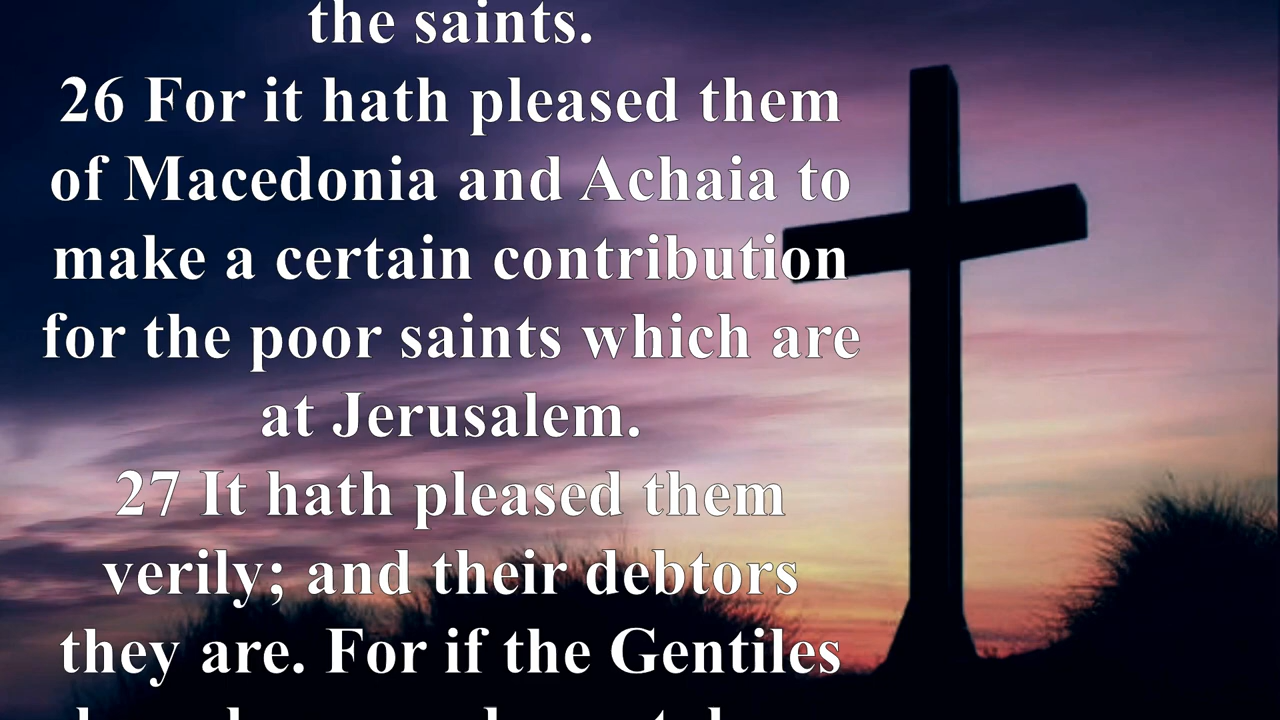 the saints.
26 For it hath pleased them
of Macedonia and Achaia to
make a certain contribution
for the poor saints which are
at Jerusalem.
27 It hath pleased them
verily; and their debtors
they are. For if the Gentiles